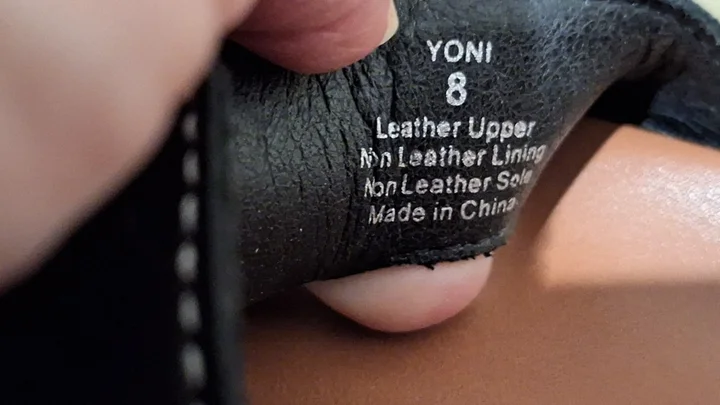 YONI
8
Leather Upper
Non Leather Lining
Non Leather Sole
Made in China